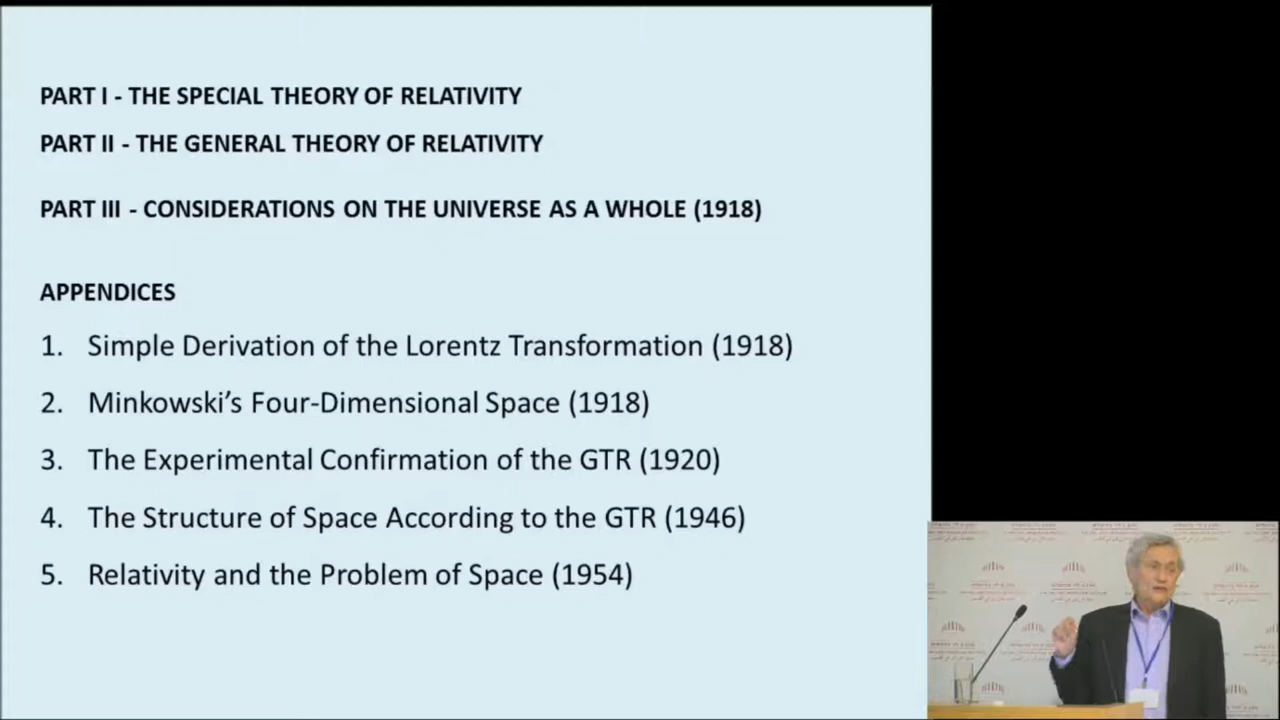 PART I - THE SPECIAL THEORY OF RELATIVITY
PART II - THE GENERAL THEORY OF RELATIVITY
PART III - CONSIDERATIONS ON THE UNIVERSE AS A WHOLE (1918)
APPENDICES
1. Simple Derivation of the Lorentz Transformation (1918)
2. Minkowski’s Four-Dimensional Space (1918)
3. The Experimental Confirmation of the GTR (1920)
4. The Structure of Space According to the GTR (1946)
5. Relativity and the Problem of Space (1954)